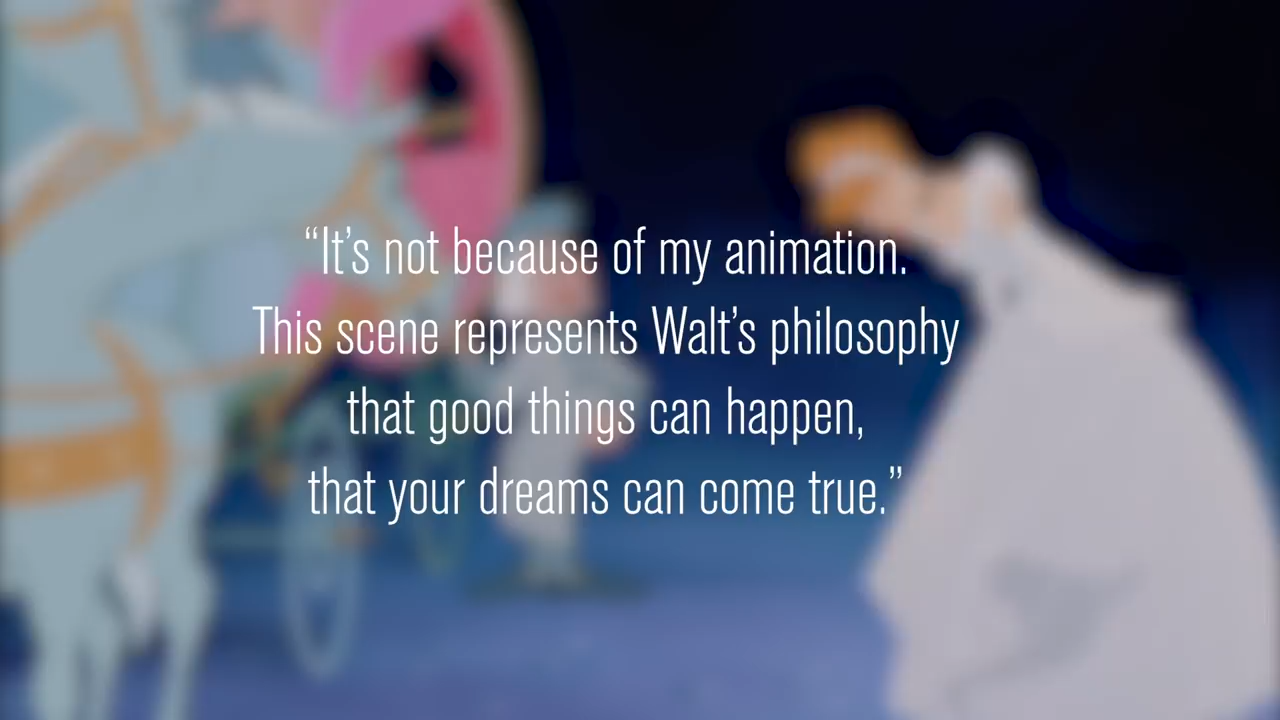 “It’s not because of my animation.
This scene represents Walt’s philosophy
that good things can happen,
that your dreams can come true.”